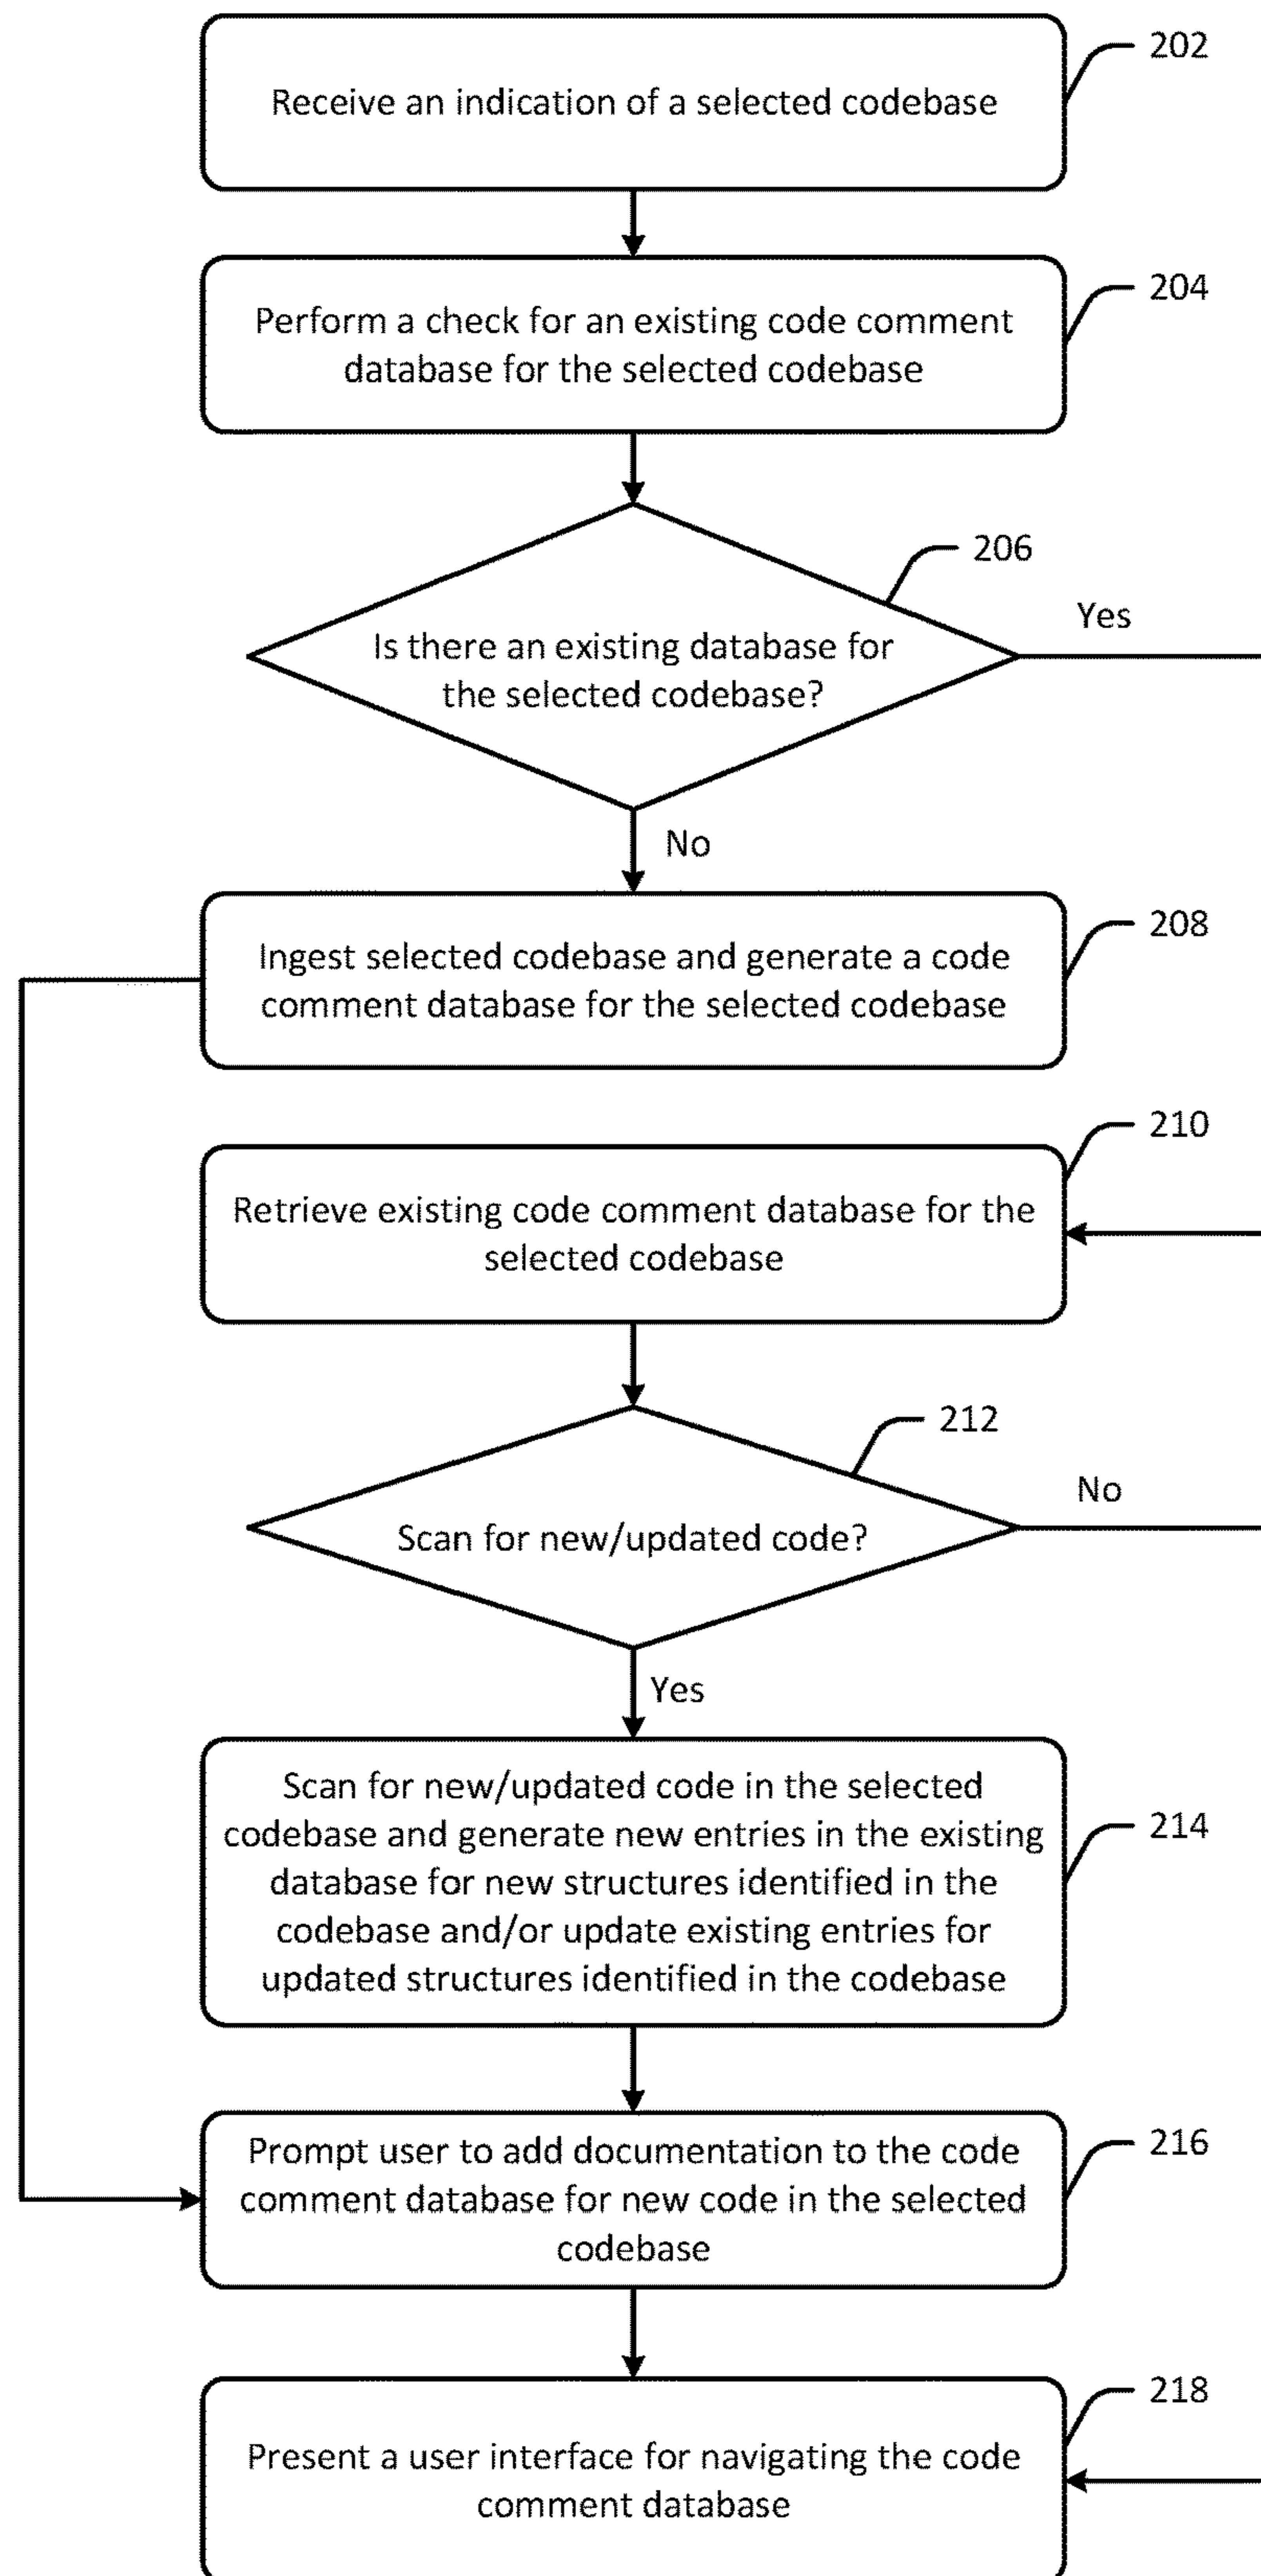 202
Receive an indication of a selected codebase
204
Perform a check for an existing code comment
database for the selected codebase
206
Yes
Is there an existing database for
the selected codebase?
No
208
Ingest selected codebase and generate a code
comment database for the selected codebase
210
Retrieve existing code comment database for the
selected codebase
212
No
Scan for new/updated code?
Yes
Scan for new/updated code in the selected
codebase and generate new entries in the existing
database for new structures identified in the
codebase and/or update existing entries for
updated structures identified in the codebase
214
216
Prompt user to add documentation to the code
comment database for new code in the selected
codebase
218
Present a user interface for navigating the code
comment database